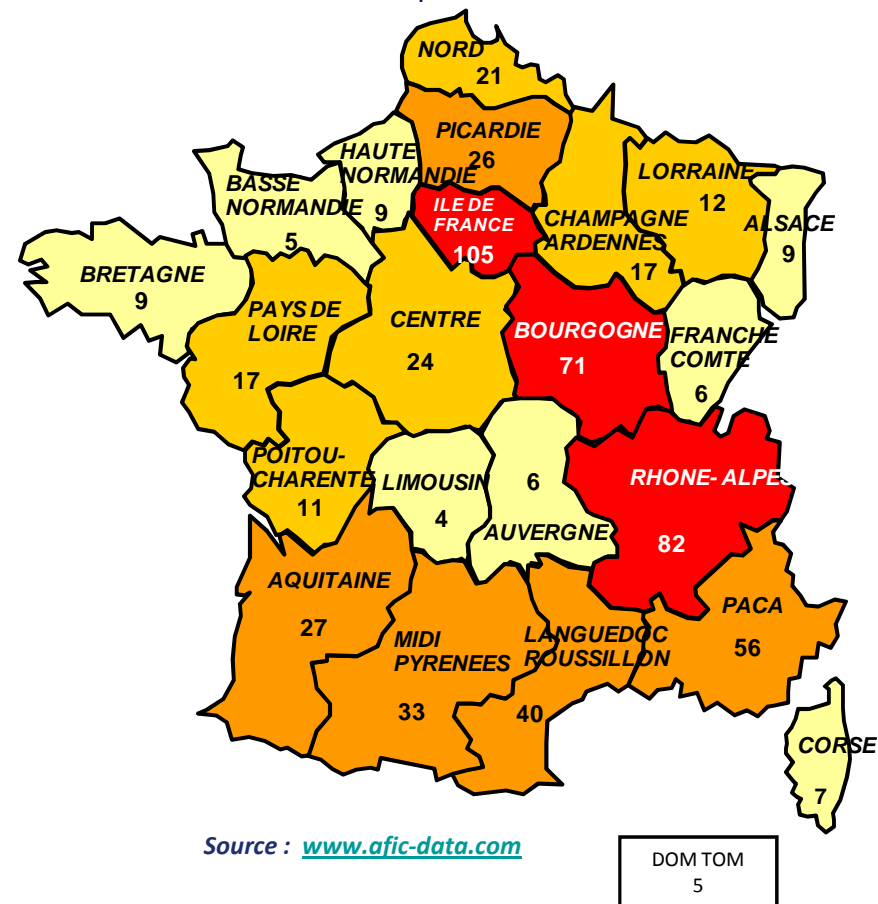 NORD
21
PICARDIE
26
HAUTE
NORMANDIE
9
BASSE
NORMANDIE
5
ILE DE
FRANCE
105
CHAMPAGNE
ARDENNES
17
LORRAINE
12
ALSACE
9
BRETAGNE
9
PAYS DE
LOIRE
17
CENTRE
24
BOURGOGNE
71
FRANCHE
COMTE
6
POITOU-
CHARENTE
11
LIMOUSIN
4
6
AUVERGNE
RHONE- ALPES
82
AQUITAINE
27
MIDI
PYRENEES
33
LANGUEDOC
ROUSSILLON
40
PACA
56
CORSE
7
Source : www.afic-data.com
DOM TOM
5